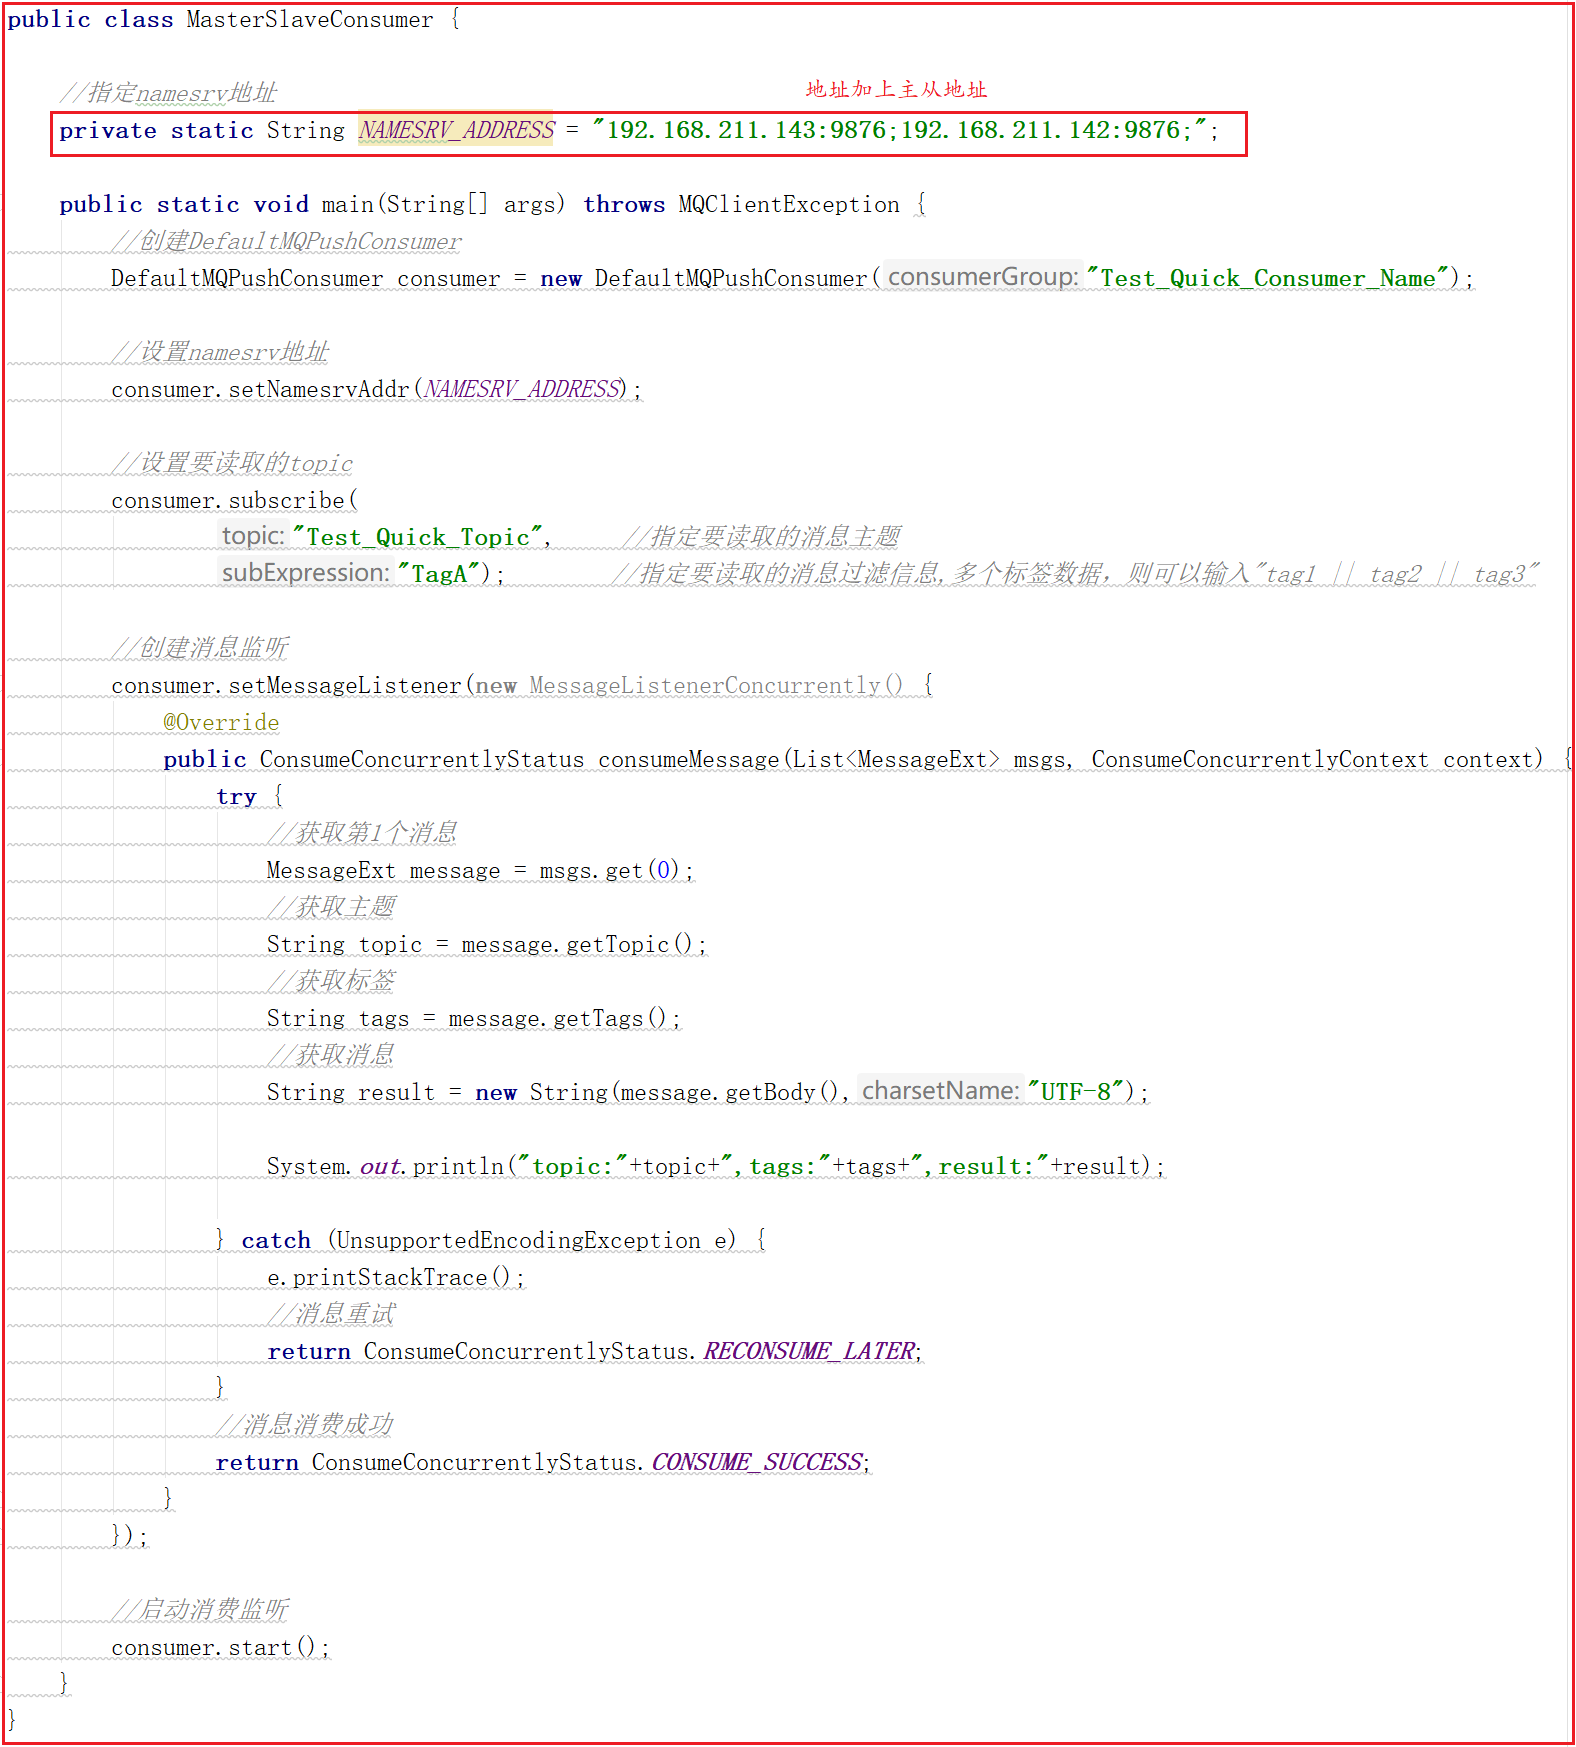 public class MasterSlaveConsumer {
//指定namesrv地址
地址加上主从地址
private static String NAMESRV_ADDRESS = "192.168.211.143:9876;192.168.211.142:9876;";
public static void main(String[] args) throws MQClientException {
//创建DefaultMQPushConsumer
DefaultMQPushConsumer consumer = new DefaultMQPushConsumer( consumerGroup: "Test_Quick_Consumer_Name");
//设置namesrv地址
consumer.setNamesrvAddr(NAMESRV_ADDRESS);
//设置要读取的topic
consumer.subscribe(
topic: "Test_Quick_Topic", //指定要读取的消息主题
subExpression: "TagA"); //指定要读取的消息过滤信息,多个标签数据，则可以输入"tag1 || tag2 || tag3"
//创建消息监听
consumer.setMessageListener(new MessageListenerConcurrently() {
@Override
public ConsumeConcurrentlyStatus consumeMessage(List<MessageExt> msgs, ConsumeConcurrentlyContext context) {
try {
//获取第1个消息
MessageExt message = msgs.get(0);
//获取主题
String topic = message.getTopic();
//获取标签
String tags = message.getTags();
//获取消息
String result = new String(message.getBody(), charsetName: "UTF-8");
System.out.println("topic:"+topic+",tags:"+tags+",result:"+result);
} catch (UnsupportedEncodingException e) {
e.printStackTrace();
//消息重试
return ConsumeConcurrentlyStatus.RECONSUME_LATER;
}
//消息消费成功
return ConsumeConcurrentlyStatus.CONSUME_SUCCESS;
}
});
//启动消费监听
consumer.start();
}
}